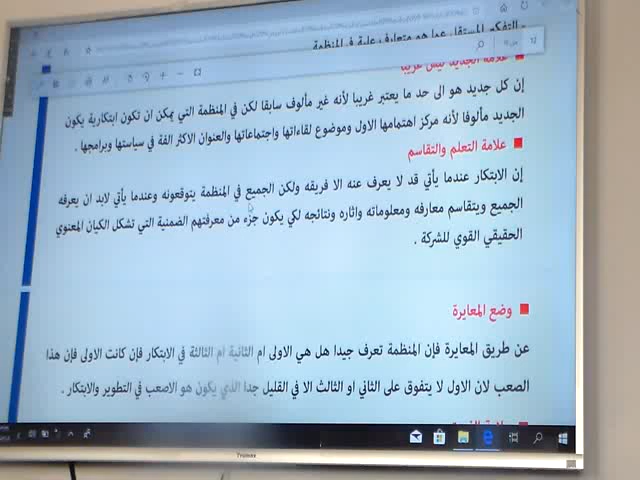 - التفكير المستقل عما هو متعارف عليه في المنظمة
علامة الجديد ليس غريبا
إن كل جديد هو الى حد ما يعتبر غريبا لأنه غير مألوف سابقا لكن في المنظمة التي يمكن ان تكون ابتكارية يكون
الجديد مألوفا لأنه مركز اهتمامها الاول وموضوع لقاءاتها واجتماعاتها والعنوان الاكثر الفة في سياستها وبرامجها .
علامة التعلم والتقاسم
إن الابتكار عندما يأتي قد لا يعرف عنه الا فريقه ولكن الجميع في المنظمة يتوقعونه وعندما يأتي لابد ان يعرفه
الجميع ويتقاسم معارفه ومعلوماته واثاره ونتائجه لكي يكون جزء من معرفتهم الضمنية التي تشكل الكيان المعنوي
الحقيقي القوي للشركة .
وضع المعايرة
عن طريق المعايرة فإن المنظمة تعرف جيدا هل هي الاولى ام الثانية ام الثالثة في الابتكار فإن كانت الاولى فإن هذا
الصعب لان الاول لا يتفوق على الثاني او الثالث الا في القليل جدا الذي يكون هو الاصعب في التطوير والابتكار .